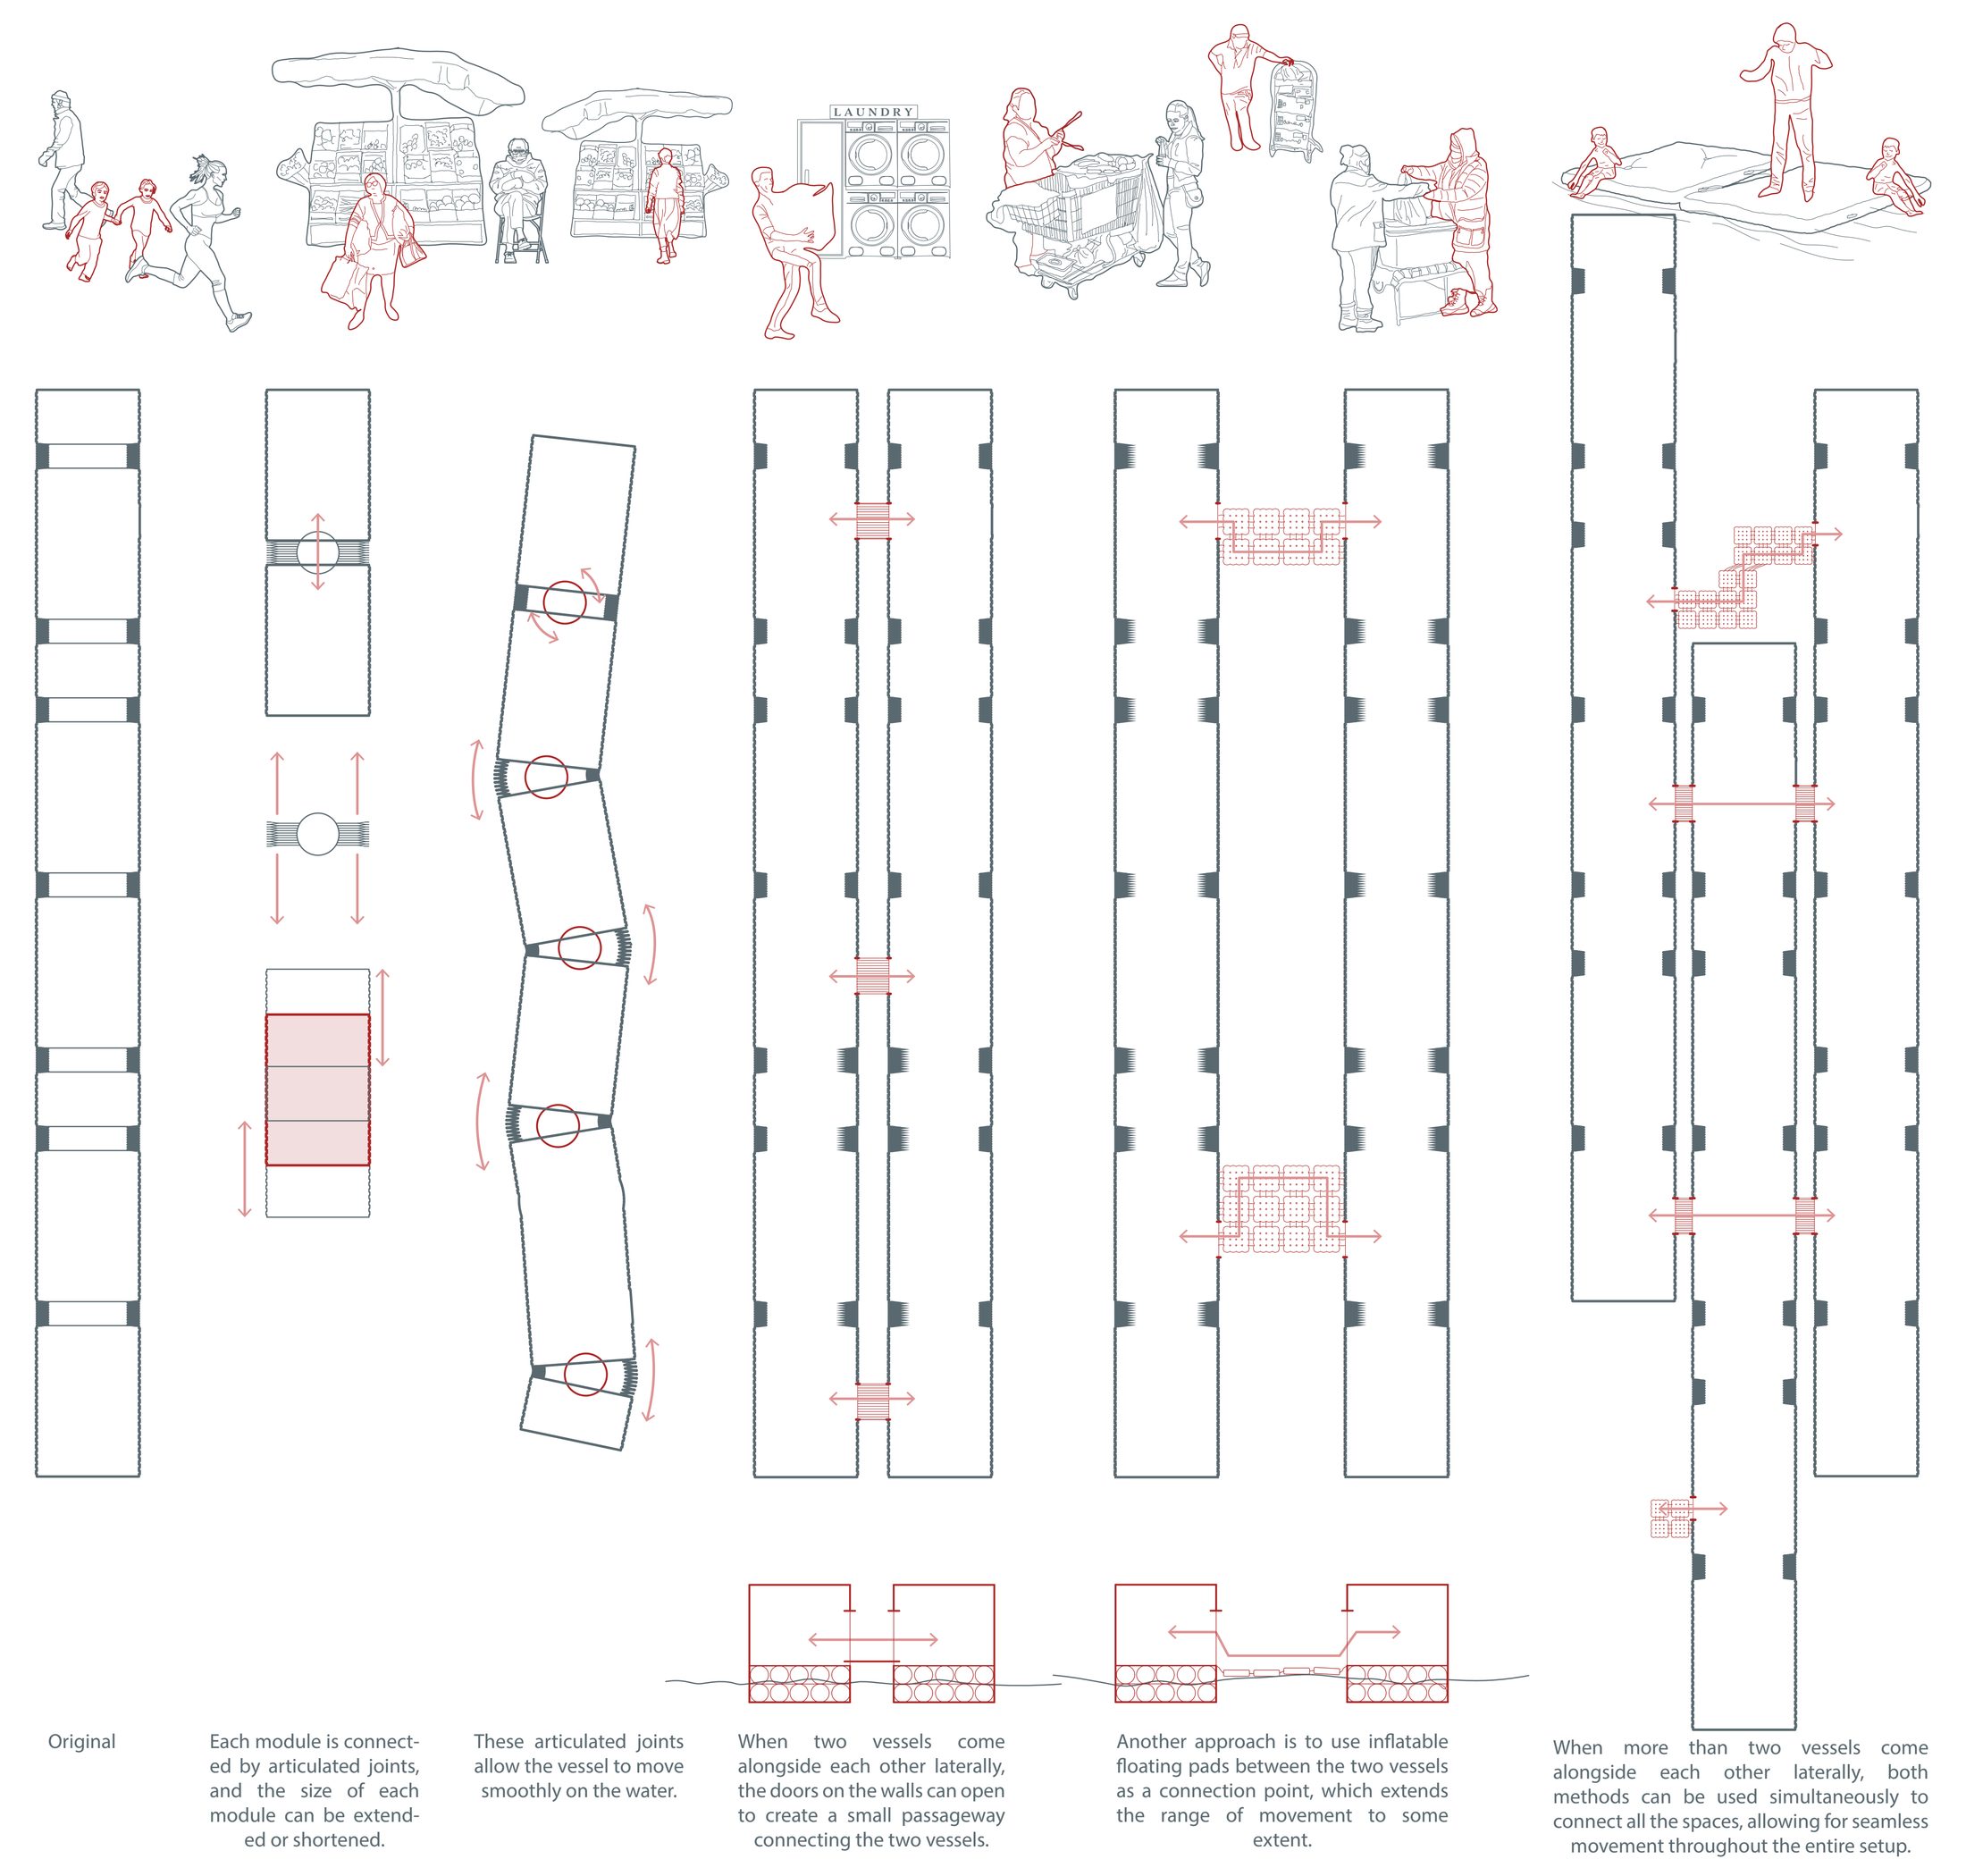 LAUNDRY
Original
Each module is connect-
ed by articulated joints,
and the size of each
module can be extend-
ed or shortened.
These articulated joints
allow the vessel to move
smoothly on the water.
When two vessels come
alongside each other laterally,
the doors on the walls can open
to create a small passageway
connecting the two vessels.
Another approach is to use inflatable
floating pads between the two vessels
as a connection point, which extends
the range of movement to some
extent.
When more than two vessels come
alongside each other laterally, both
methods can be used simultaneously to
connect all the spaces, allowing for seamless
movement throughout the entire setup.